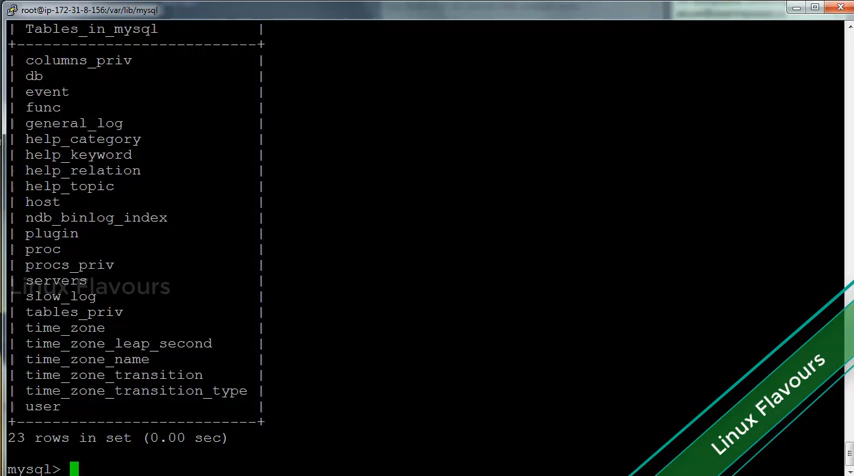 root@ip-172-31-8-156:/var/lib/mysql
| Tables_in_mysql |
+---------------------------+
| columns_priv |
| db |
| event |
| func |
| general_log |
| help_category |
| help_keyword |
| help_relation |
| help_topic |
| host |
| ndb_binlog_index |
| plugin |
| proc |
| procs_priv |
| servers |
Linux Flavours
| slow_log |
| tables_priv |
| time_zone |
| time_zone_leap_second |
| time_zone_name |
| time_zone_transition |
| time_zone_transition_type |
| user |
+---------------------------+
23 rows in set (0.00 sec)
mysql>
Linux Flavours